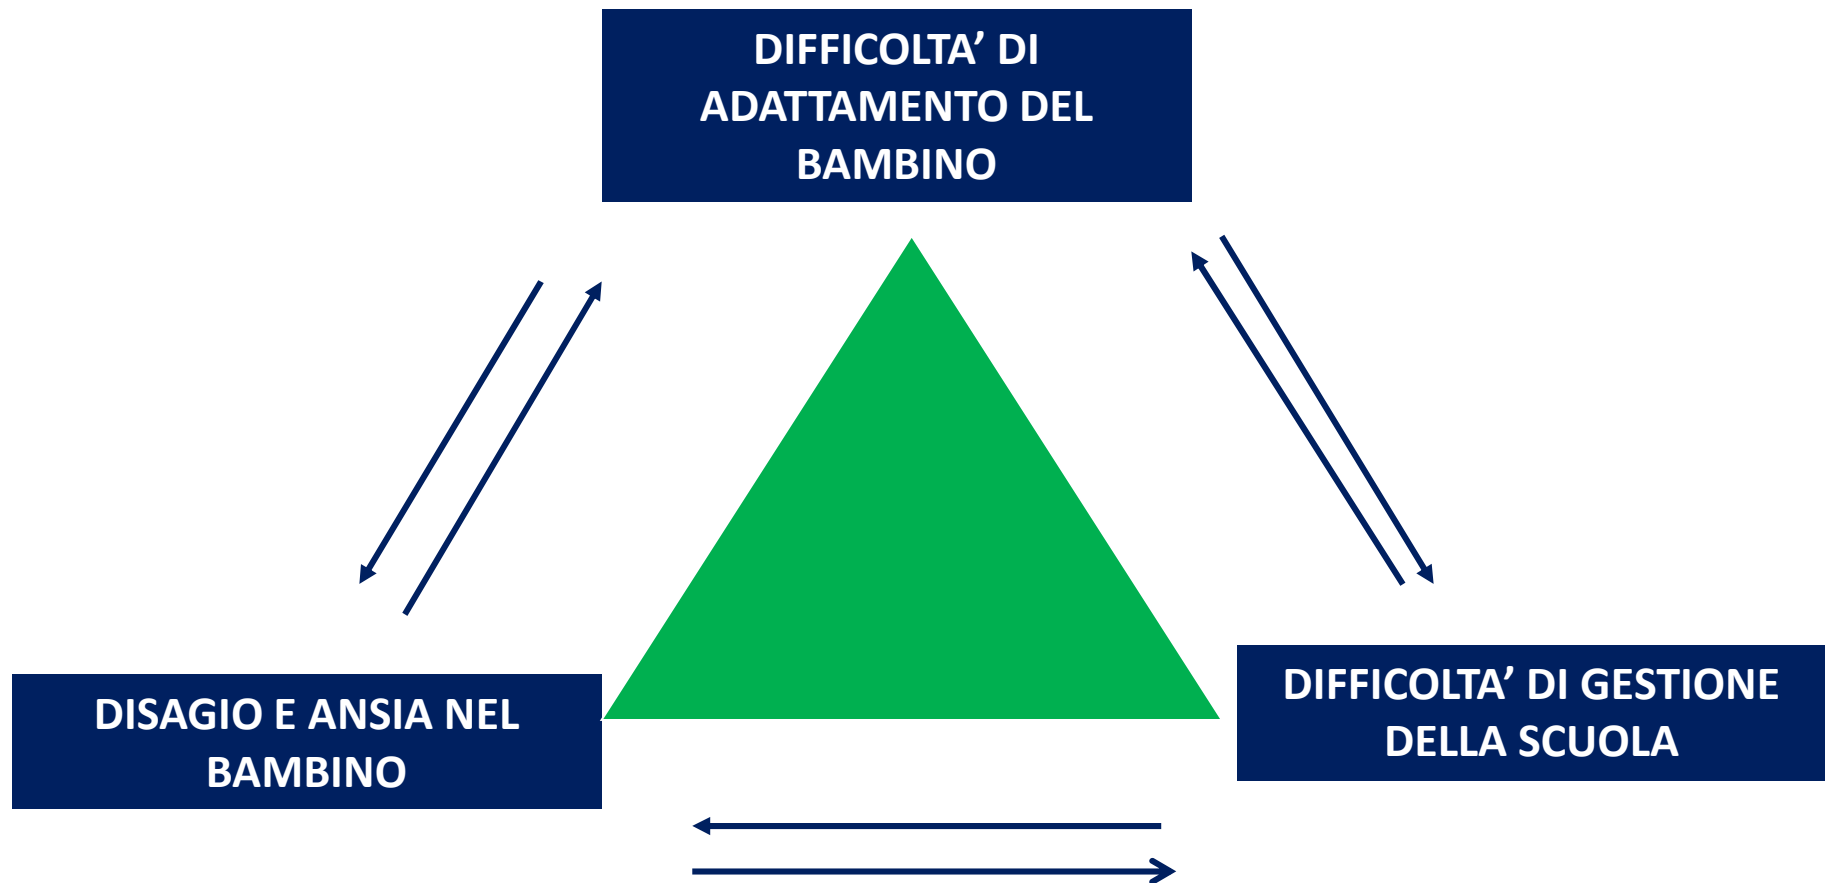 DIFFICOLTA’ DI
ADATTAMENTO DEL
BAMBINO
DISAGIO E ANSIA NEL
BAMBINO
DIFFICOLTA’ DI GESTIONE
DELLA SCUOLA